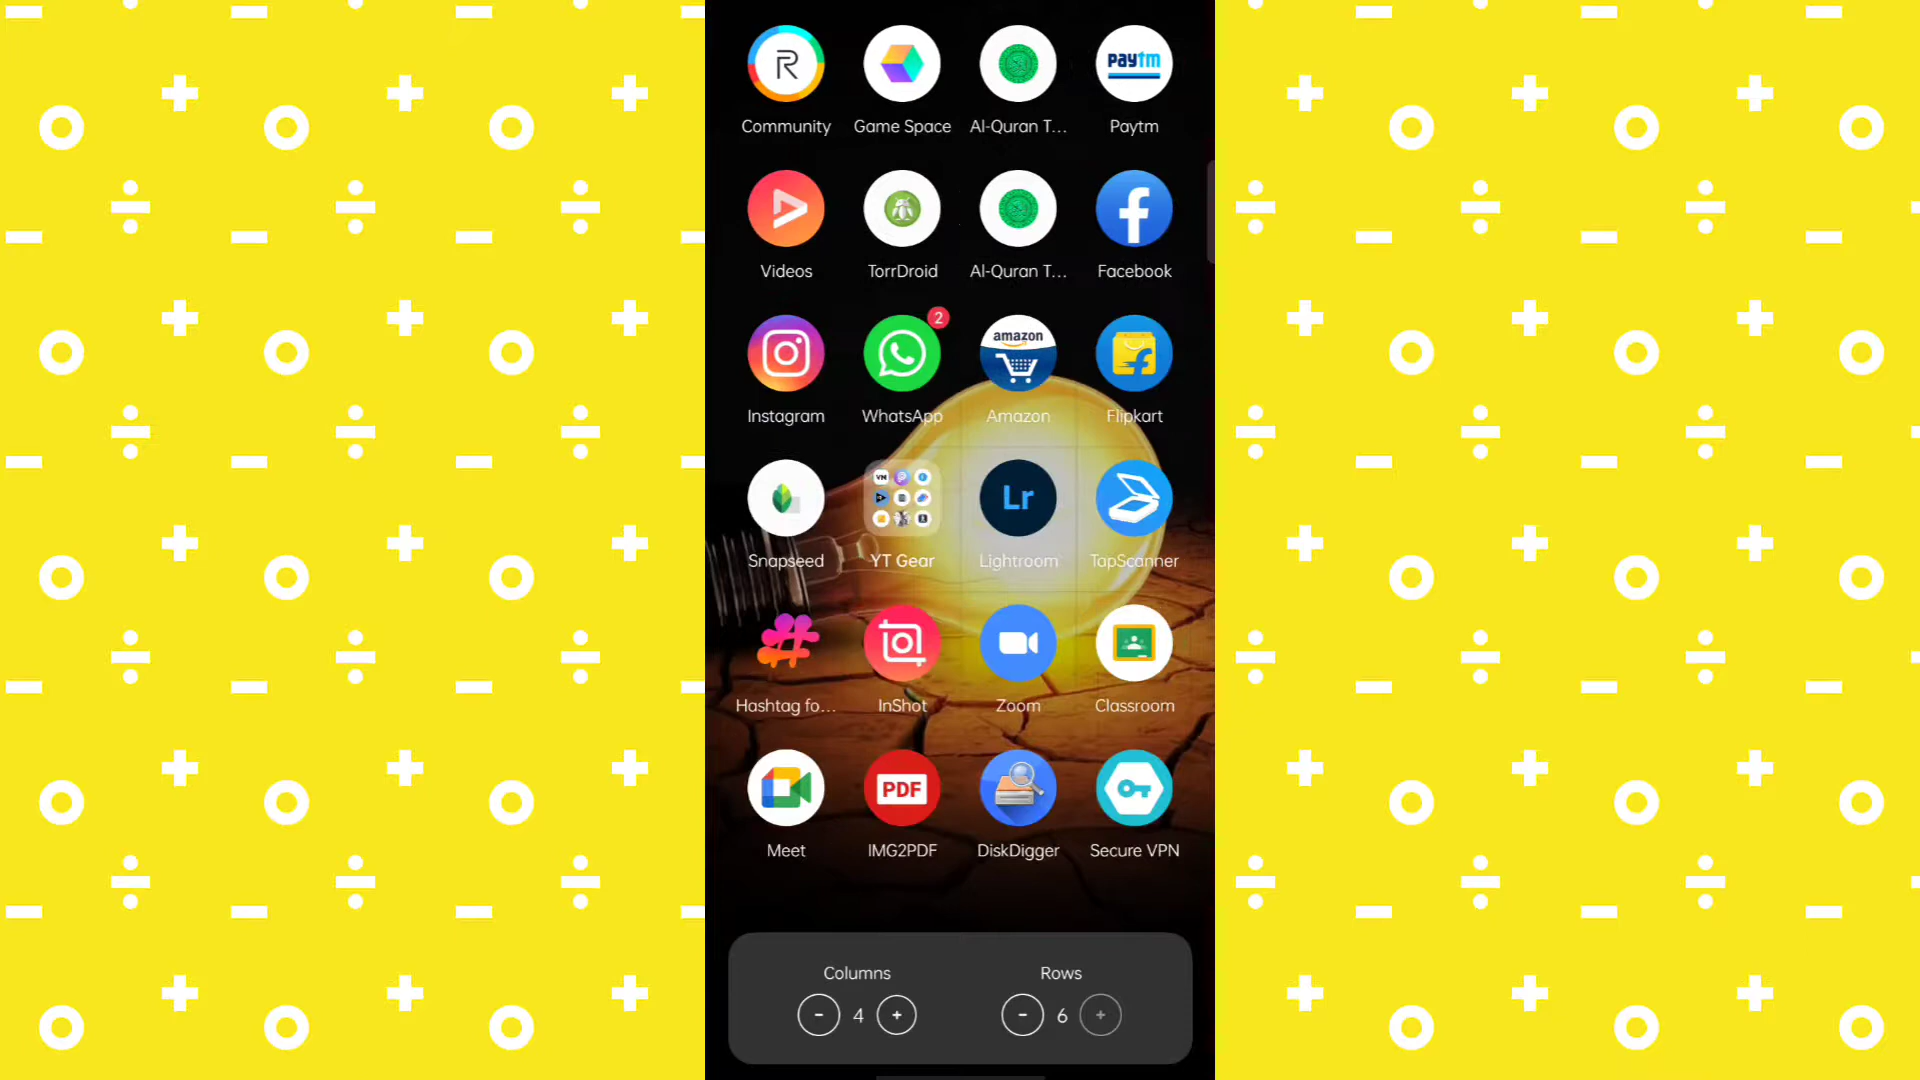 R
paytm
Community Game Space Al-Quran T... Paytm
Videos TorrDroid Al-Quran T... Facebook
2
amazon
Instagram WhatsApp Amazon Flipkart
VN
Lr
Snapseed YT Gear Lightroom TapScanner
Hashtag fo... InShot Zoom Classroom
PDF
Meet IMG2PDF DiskDigger Secure VPN
Columns Rows
- 4 + - 6 +